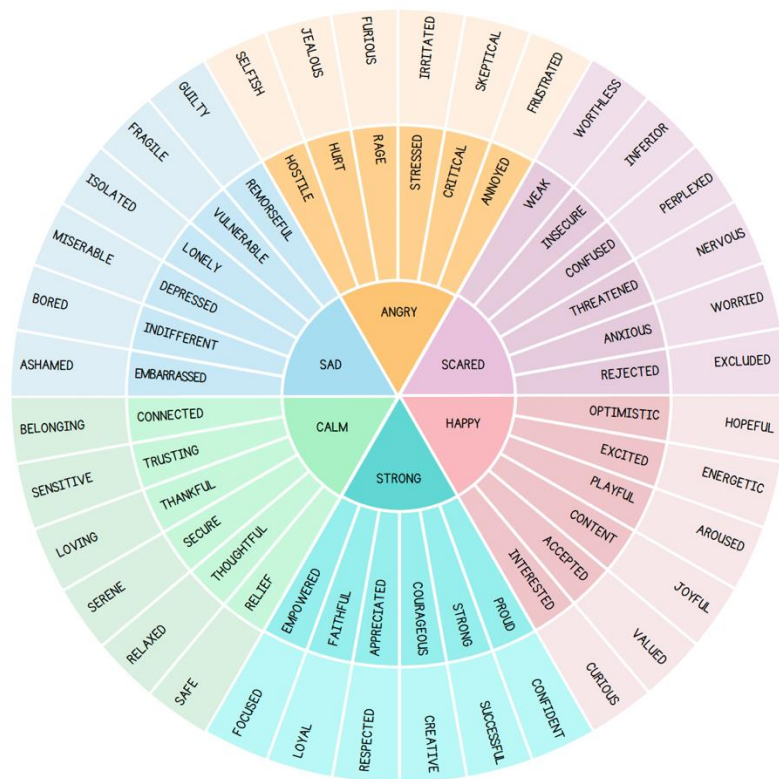 ANGRY
HOSTILE
HURT
RAGE
STRESSED
CRITICAL
ANNOYED
SELFISH
JEALOUS
FURIOUS
IRRITATED
SKEPTICAL
FRUSTRATED
SCARED
WEAK
INSECURE
CONFUSED
THREATENED
ANXIOUS
REJECTED
WORTHLESS
INFERIOR
PERPLEXED
NERVOUS
WORRIED
EXCLUDED
HAPPY
OPTIMISTIC
EXCITED
PLAYFUL
CONTENT
ACCEPTED
INTERESTED
HOPEFUL
ENERGETIC
AROUSED
JOYFUL
VALUED
CURIOUS
STRONG
PROUD
STRONG
COURAGEOUS
APPRECIATED
FAITHFUL
EMPOWERED
CONFIDENT
SUCCESSFUL
CREATIVE
RESPECTED
LOYAL
FOCUSED
CALM
RELIEF
THOUGHTFUL
SECURE
THANKFUL
TRUSTING
CONNECTED
SAFE
RELAXED
SERENE
LOVING
SENSITIVE
BELONGING
SAD
EMBARRASSED
INDIFFERENT
DEPRESSED
LONELY
VULNERABLE
REMORSEFUL
ASHAMED
BORED
MISERABLE
ISOLATED
FRAGILE
GUILTY